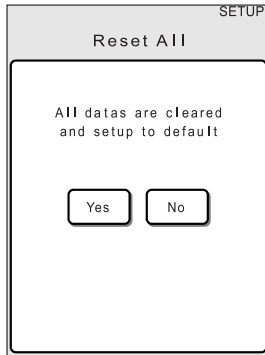 SETUP
Reset All
All datas are cleared
and setup to default
Yes No